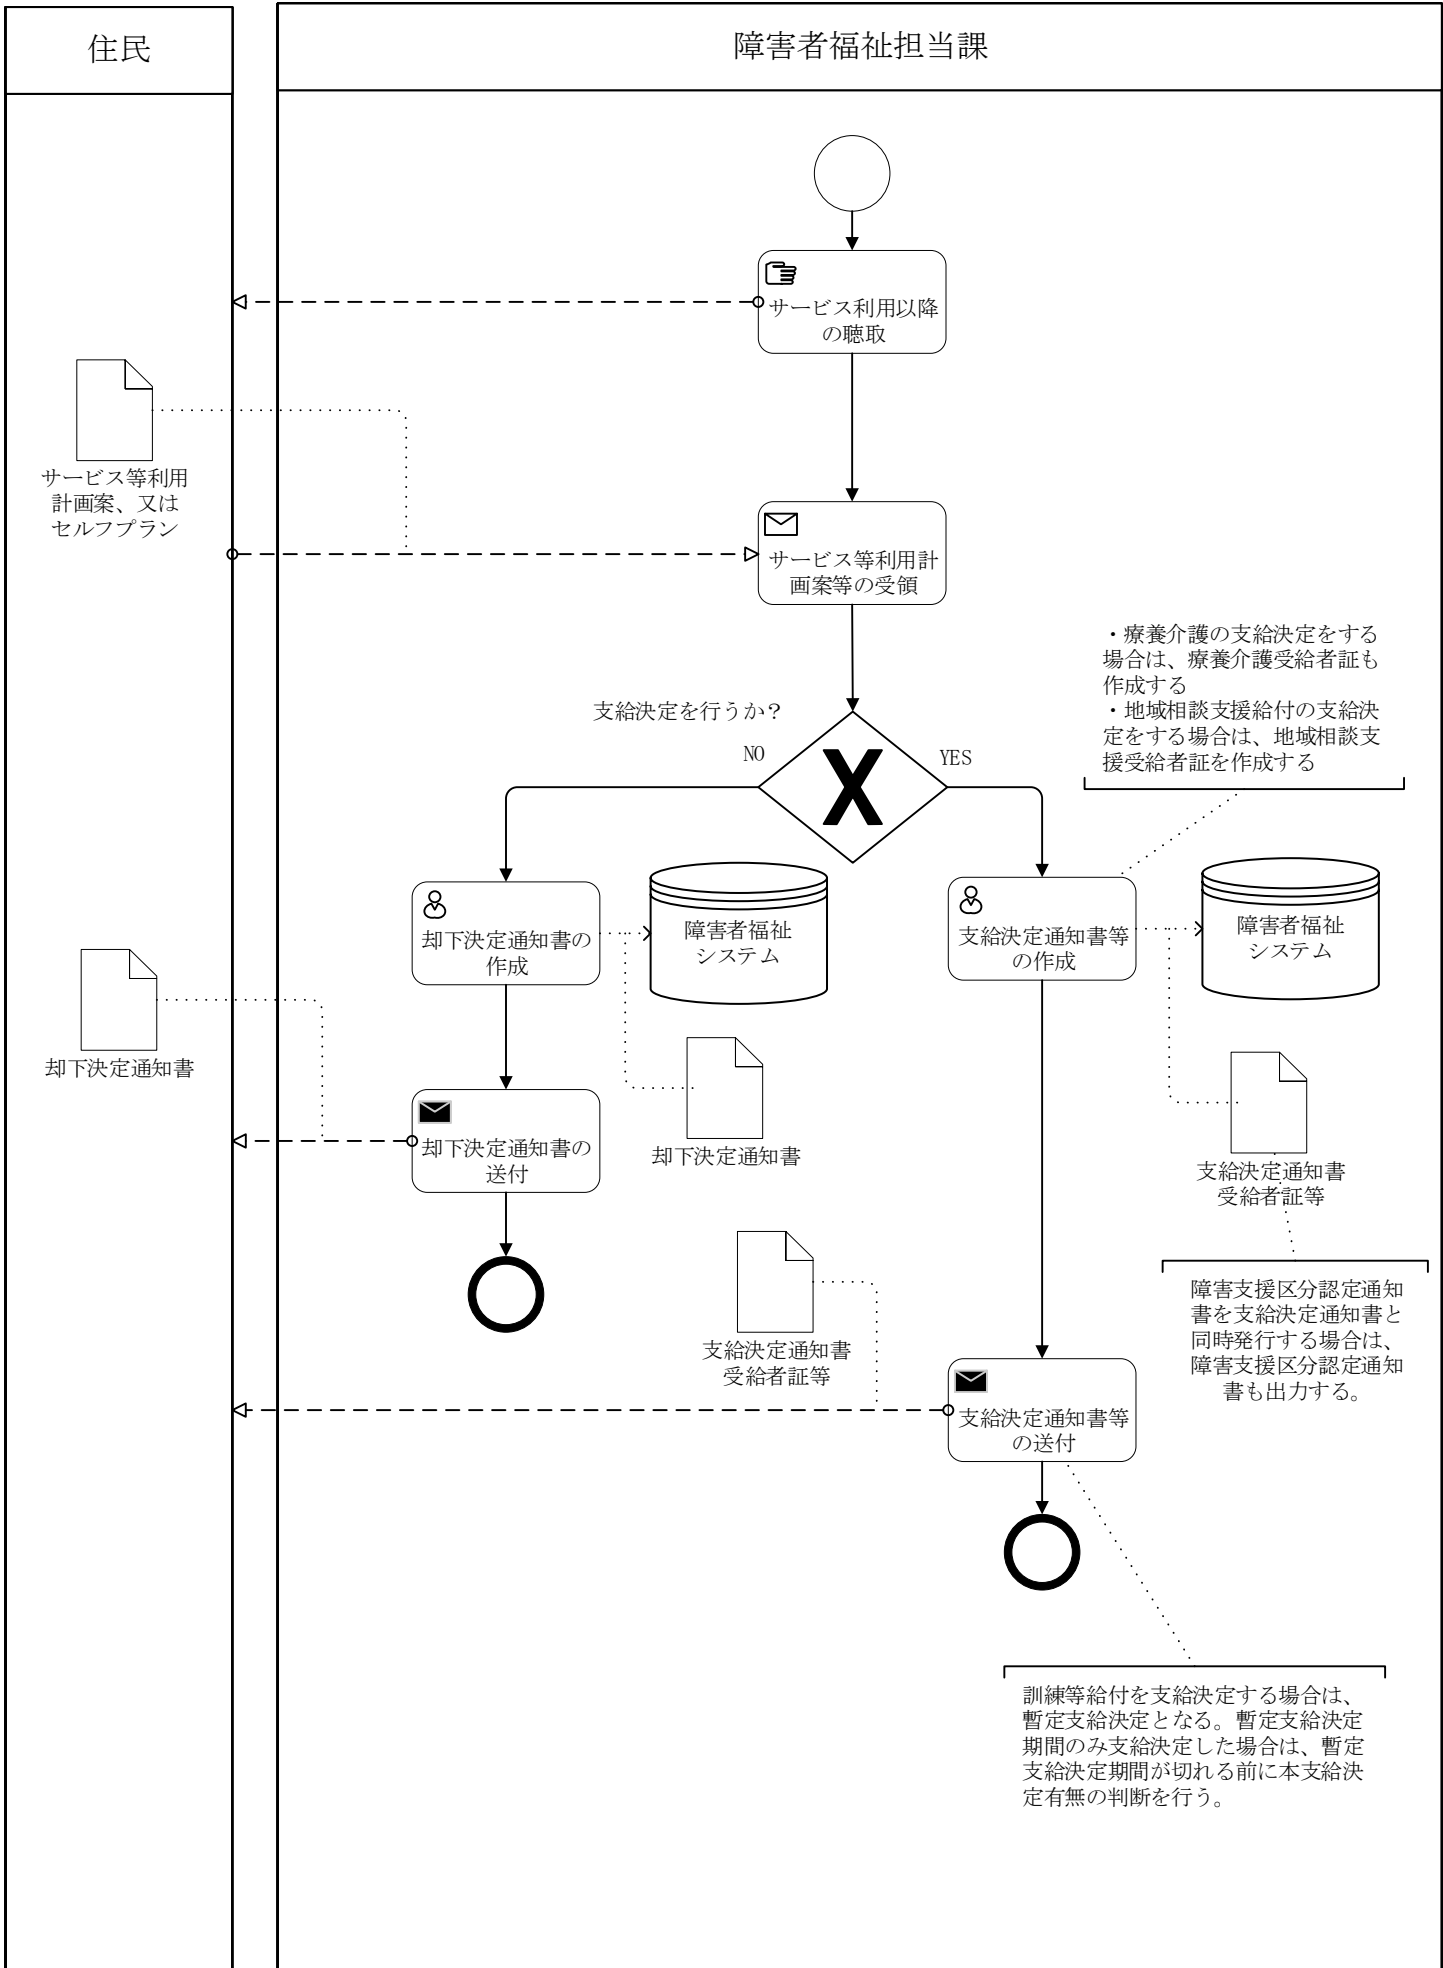 住民
障害者福祉担当課
サービス利用以降
の聴取
サービス等利用
計画案、又は
セルフプラン
サービス等利用計
画案等の受領
・療養介護の支給決定をする
場合は、療養介護受給者証も
作成する
・地域相談支援給付の支給決
定をする場合は、地域相談支
援受給者証を作成する
支給決定を行うか？
NO
YES
X
却下決定通知書の
作成
障害者福祉
システム
支給決定通知書等
の作成
障害者福祉
システム
却下決定通知書
却下決定通知書の
送付
却下決定通知書
支給決定通知書
受給者証等
障害支援区分認定通知
書を支給決定通知書と
同時発行する場合は、
障害支援区分認定通知
書も出力する。
支給決定通知書
受給者証等
支給決定通知書等
の送付
訓練等給付を支給決定する場合は、
暫定支給決定となる。暫定支給決定
期間のみ支給決定した場合は、暫定
支給決定期間が切れる前に本支給決
定有無の判断を行う。